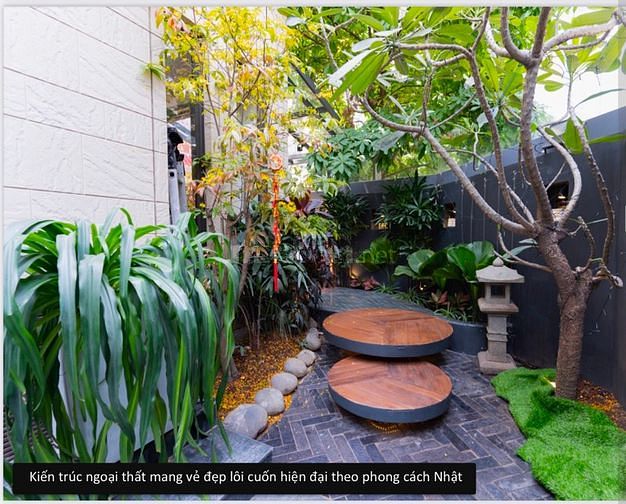 Kiến trúc ngoại thất mang vẻ đẹp lôi cuốn hiện đại theo phong cách Nhật